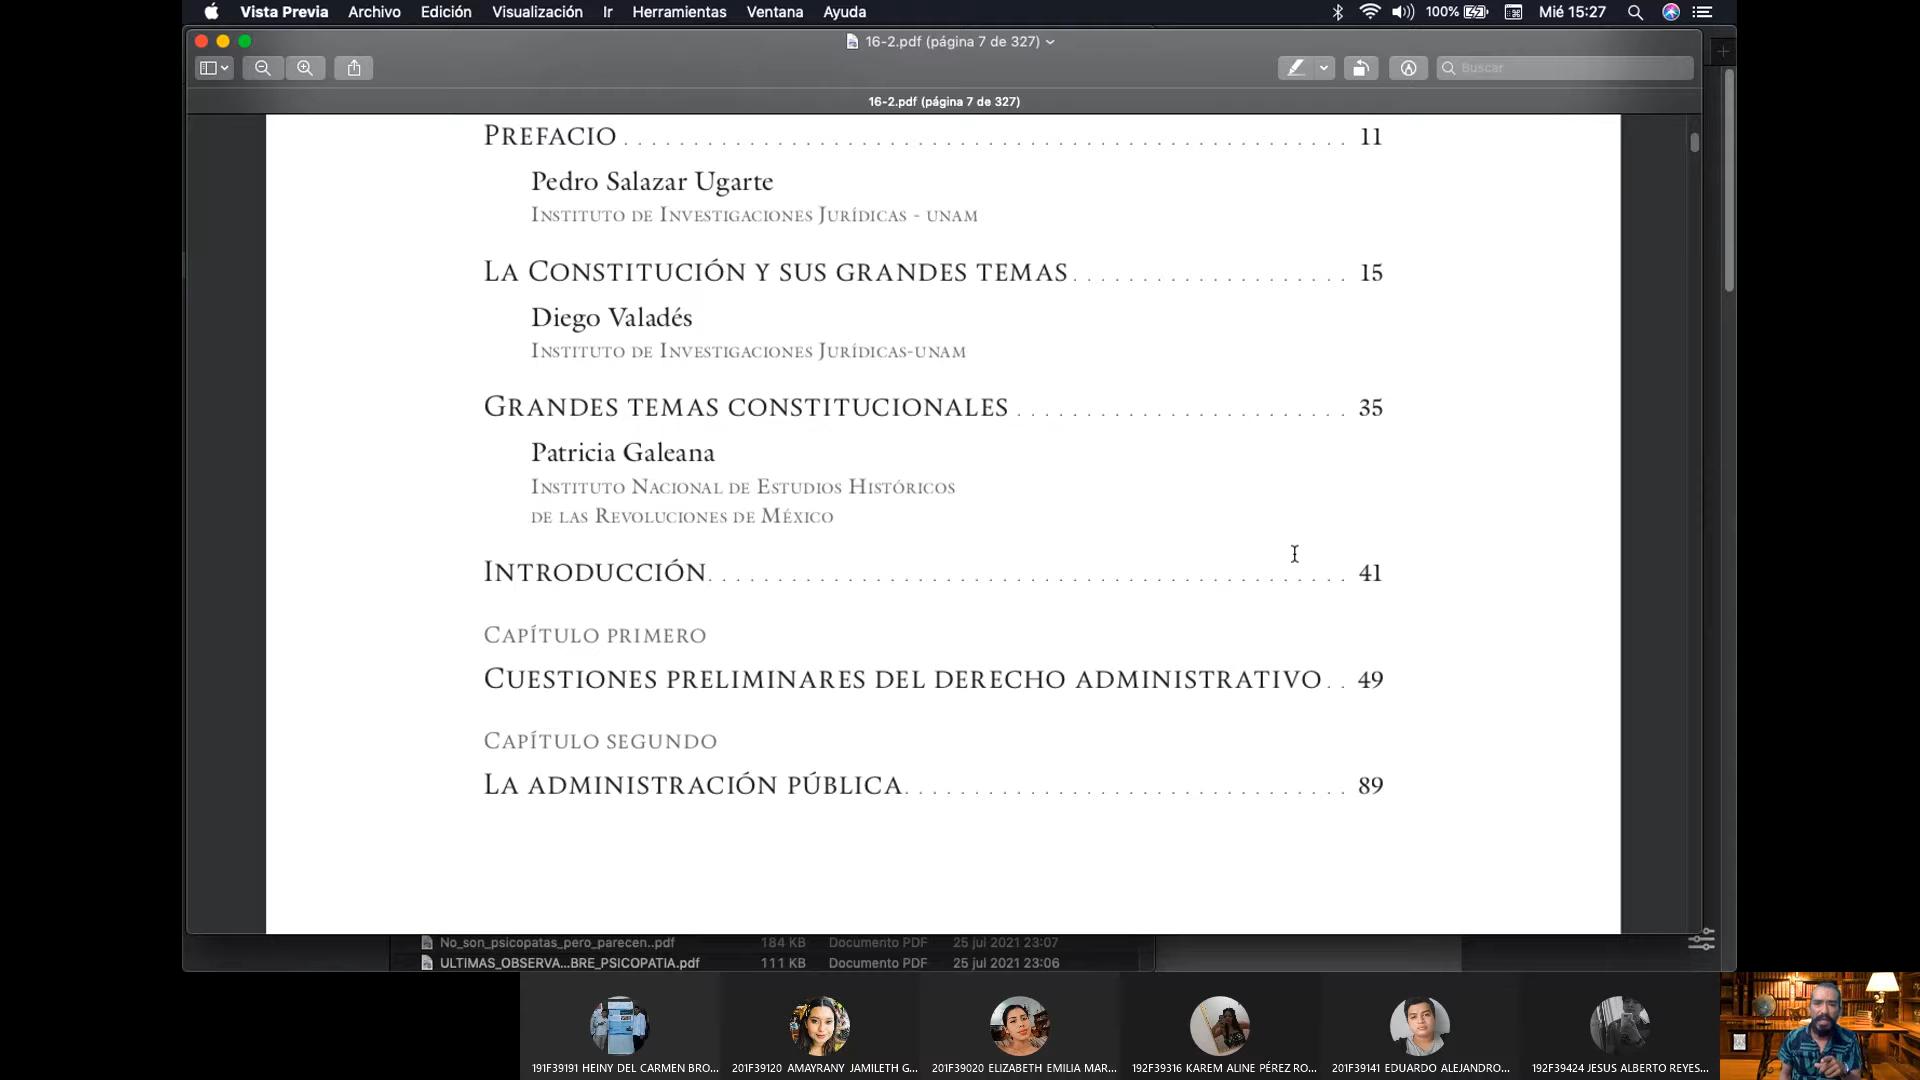 Vista Previa Archivo Edición Visualización Ir Herramientas Ventana Ayuda 100% Mié 15:27
16-2.pdf (página 7 de 327)
Buscar
16-2.pdf (página 7 de 327)
PREFACIO . . . . . . . . . . 11
Pedro Salazar Ugarte
INSTITUTO DE INVESTIGACIONES JURÍDICAS - UNAM
LA CONSTITUCIÓN Y SUS GRANDES TEMAS . . . . . . . . . . 15
Diego Valadés
INSTITUTO DE INVESTIGACIONES JURÍDICAS-UNAM
GRANDES TEMAS CONSTITUCIONALES . . . . . . . . . . 35
Patricia Galeana
INSTITUTO NACIONAL DE ESTUDIOS HISTÓRICOS
DE LAS REVOLUCIONES DE MÉXICO
INTRODUCCIÓN . . . . . . . . . . 41
CAPÍTULO PRIMERO
CUESTIONES PRELIMINARES DEL DERECHO ADMINISTRATIVO . . 49
CAPÍTULO SEGUNDO
LA ADMINISTRACIÓN PÚBLICA . . . . . . . . . . 89
No_son_psicopatas_pero_parecen..pdf 184 KB Documento PDF 25 jul 2021 23:07
ULTIMAS_OBSERVA...BRE_PSICOPATIA.pdf 111 KB Documento PDF 25 jul 2021 23:06
191F39191 HEINY DEL CARMEN BRO... 201F39120 AMAYRANY JAMILETH G... 201F39020 ELIZABETH EMILIA MAR... 192F39316 KAREM ALINE PÉREZ RO... 201F39141 EDUARDO ALEJANDRO... 192F39424 JESUS ALBERTO REYES...